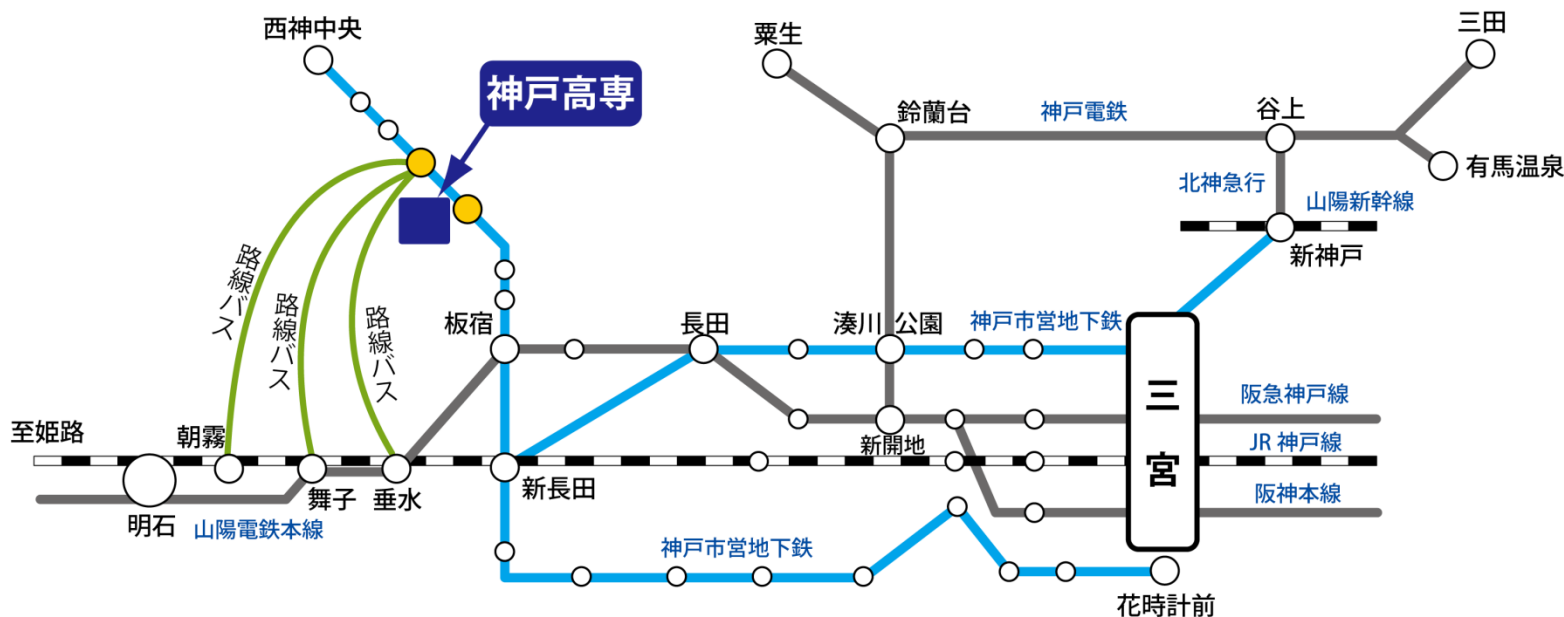 西神中央
神戸高専
粟生
三田
鈴蘭台
神戸電鉄
谷上
有馬温泉
北神急行
山陽新幹線
新神戸
路線バス
路線バス
路線バス
板宿
長田
湊川公園
神戸市営地下鉄
三宮
阪急神戸線
至姫路
朝霧
新開地
JR 神戸線
舞子
垂水
新長田
阪神本線
明石
山陽電鉄本線
神戸市営地下鉄
花時計前